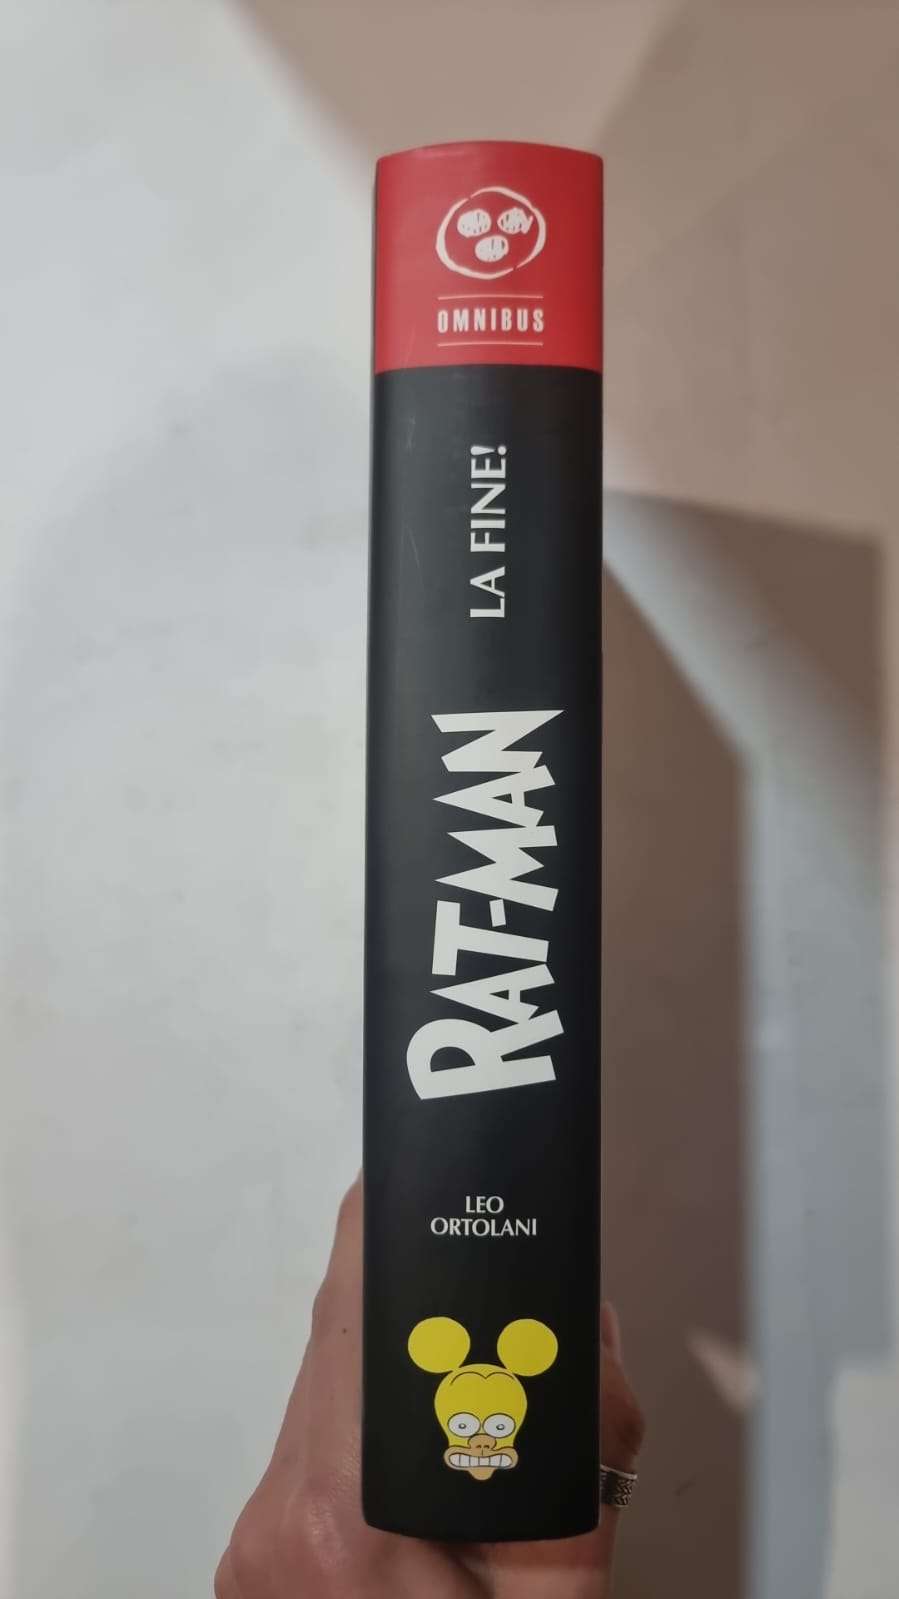 OMNIBUS
LA FINE!
RAT-MAN
LEO
ORTOLANI